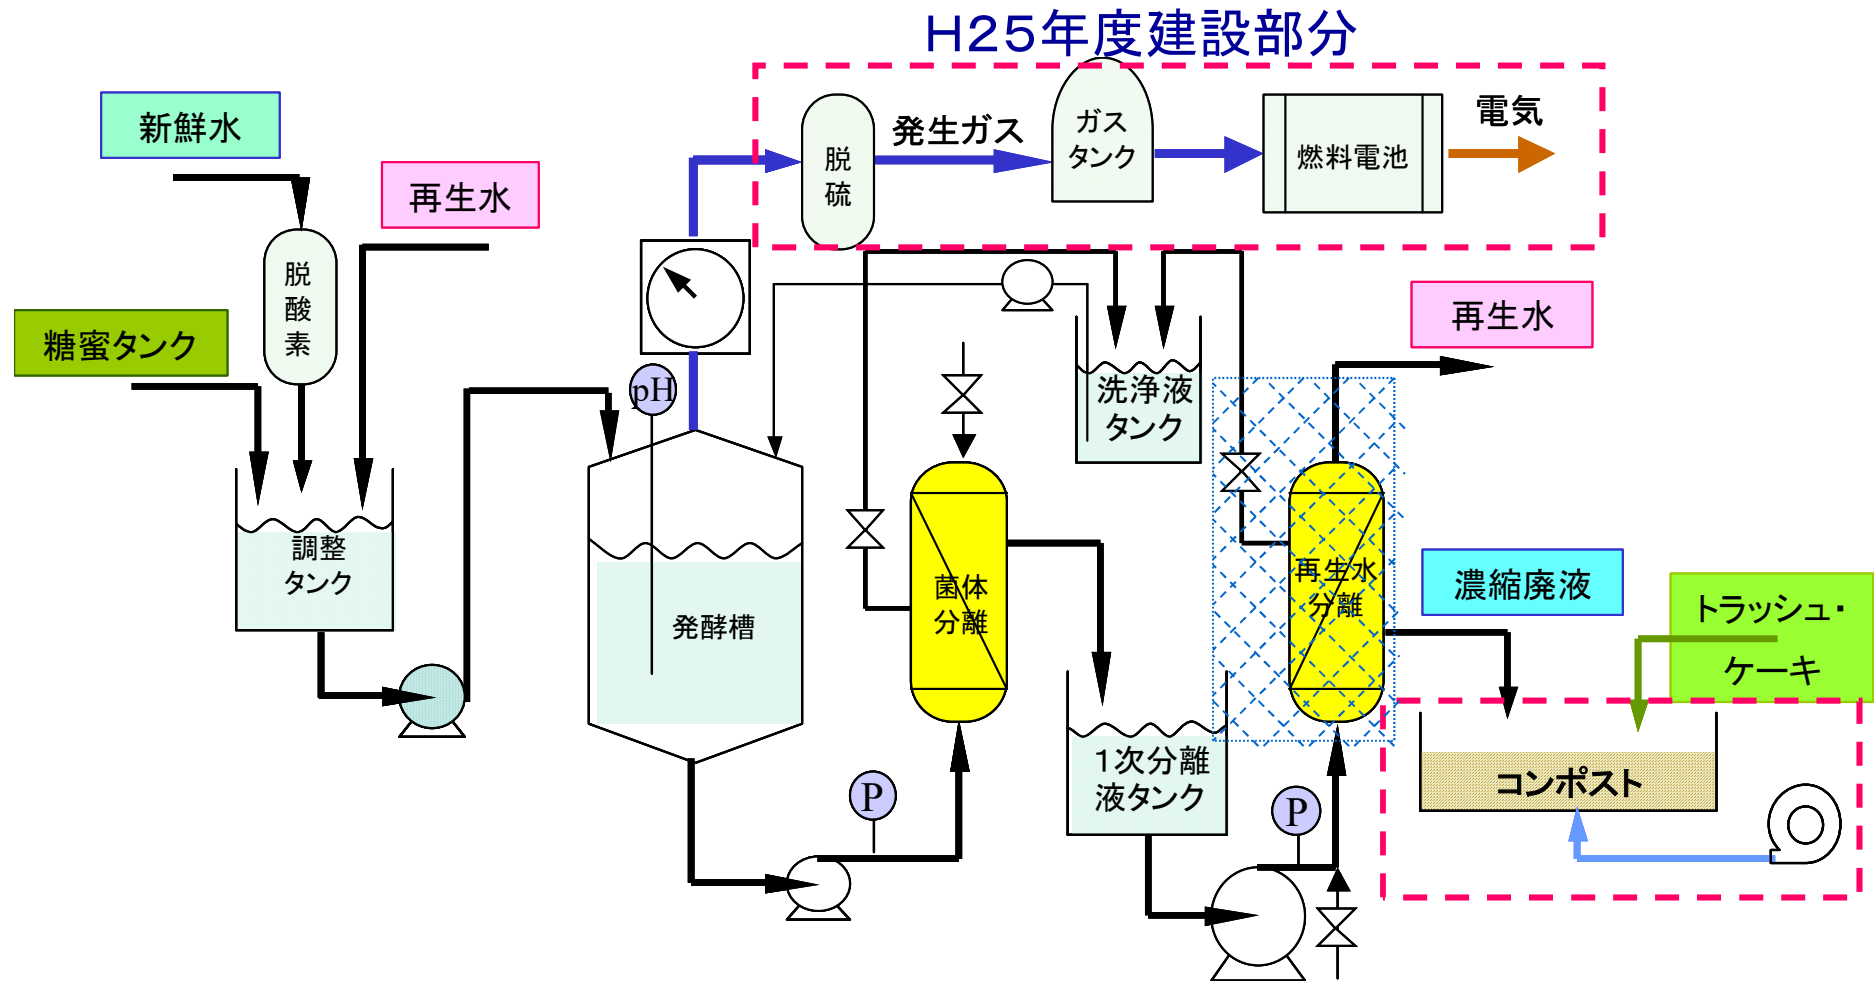 H25年度建設部分
新鮮水
再生水
脱
硫
発生ガス
ガス
タンク
燃料電池
電気
脱
酸
素
糖蜜タンク
再生水
pH
洗浄液
タンク
調整
タンク
発酵槽
菌体
分離
再生水
分離
濃縮廃液
トラッシュ・
ケーキ
1次分離
液タンク
コンポスト
P
P